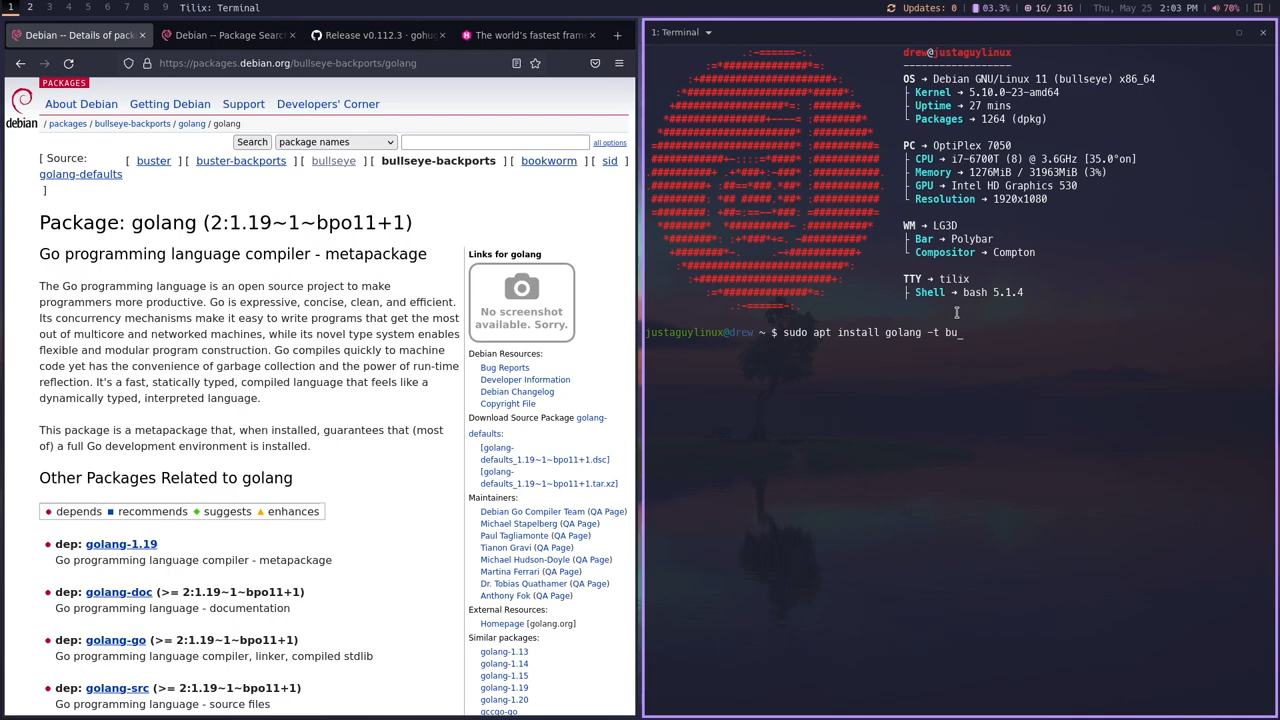 1 2 3 4 5 6 7 8 9 Tilix: Terminal
Updates: 0 | 03.3% | 1G/ 31G | Thu, May 25 2:03 PM | 70%
Debian -- Details of pack
Debian -- Package Search
Release v0.112.3 · gohug
The world's fastest frame
https://packages.debian.org/bullseye-backports/golang
PACKAGES
debian
About Debian Getting Debian Support Developers' Corner
/ packages / bullseye-backports / golang / golang
Search package names all options
[ Source: golang-defaults ]
[ buster ] [ buster-backports ] [ bullseye ] [ bullseye-backports ] [ bookworm ] [ sid ]
Package: golang (2:1.19~1~bpo11+1)
Go programming language compiler - metapackage
The Go programming language is an open source project to make
programmers more productive. Go is expressive, concise, clean, and efficient.
Its concurrency mechanisms make it easy to write programs that get the most
out of multicore and networked machines, while its novel type system enables
flexible and modular program construction. Go compiles quickly to machine
code yet has the convenience of garbage collection and the power of run-time
reflection. It's a fast, statically typed, compiled language that feels like a
dynamically typed, interpreted language.
This package is a metapackage that, when installed, guarantees that (most
of) a full Go development environment is installed.
Other Packages Related to golang
depends recommends suggests enhances
dep: golang-1.19
Go programming language compiler - metapackage
dep: golang-doc (>= 2:1.19~1~bpo11+1)
Go programming language - documentation
dep: golang-go (>= 2:1.19~1~bpo11+1)
Go programming language compiler, linker, compiled stdlib
dep: golang-src (>= 2:1.19~1~bpo11+1)
Go programming language - source files
Links for golang
No screenshot
available. Sorry.
Debian Resources:
Bug Reports
Developer Information
Debian Changelog
Copyright File
Download Source Package golang-
defaults:
[golang-
defaults_1.19~1~bpo11+1.dsc]
[golang-
defaults_1.19~1~bpo11+1.tar.xz]
Maintainers:
Debian Go Compiler Team (QA Page)
Michael Stapelberg (QA Page)
Paul Tagliamonte (QA Page)
Tianon Gravi (QA Page)
Michael Hudson-Doyle (QA Page)
Martina Ferrari (QA Page)
Dr. Tobias Quathamer (QA Page)
Anthony Fok (QA Page)
External Resources:
Homepage [golang.org]
Similar packages:
golang-1.13
golang-1.14
golang-1.15
golang-1.19
golang-1.20
gccgo-go
1: Terminal
drew@justaguylinux
------------------
OS ➜ Debian GNU/Linux 11 (bullseye) x86_64
├ Kernel ➜ 5.10.0-23-amd64
├ Uptime ➜ 27 mins
└ Packages ➜ 1264 (dpkg)
PC ➜ OptiPlex 7050
├ CPU ➜ i7-6700T (8) @ 3.6GHz [35.0°on]
├ Memory ➜ 1276MiB / 31963MiB (3%)
├ GPU ➜ Intel HD Graphics 530
└ Resolution ➜ 1920x1080
WM ➜ LG3D
├ Bar ➜ Polybar
└ Compositor ➜ Compton
TTY ➜ tilix
├ Shell ➜ bash 5.1.4
justaguylinux@drew ~ $ sudo apt install golang -t bu_